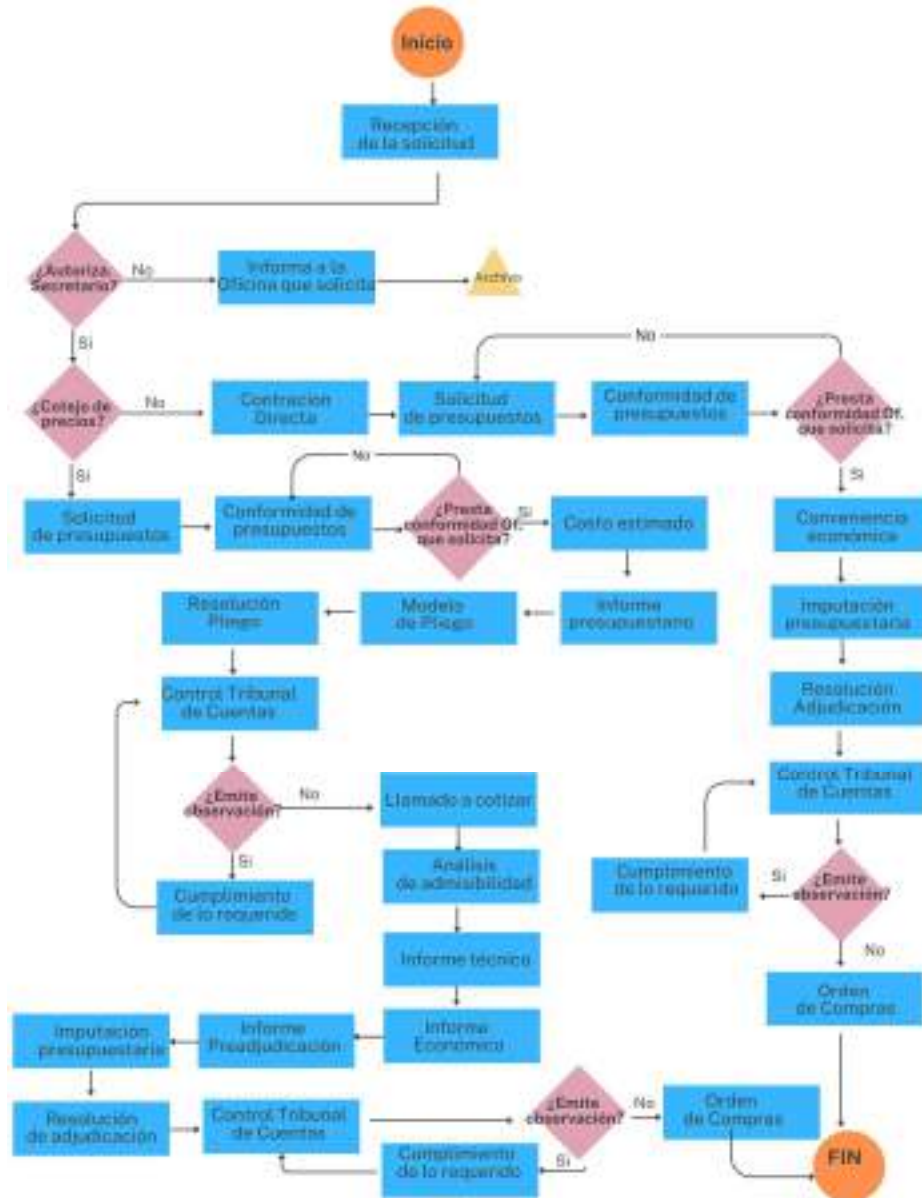 Inicio
Recepción
de la solicitud
¿Autoriza
Secretario?
No
Informa a la
Oficina que solicita
Archivo
Si
No
¿Cotejo de
precios?
No
Contración
Directa
Solicitud
de presupuestos
Conformidad de
presupuestos
¿Presta
conformidad Of.
que solicita?
Si
Si
No
Solicitud
de presupuestos
Conformidad de
presupuestos
¿Presta
conformidad Of.
que solicita?
Si
Costo estimado
Conveniencia
económica
Resolución
Pliego
Modelo
de Pliego
Informe
presupuestario
Imputación
presupuestaria
Control Tribunal
de Cuentas
Resolución
Adjudicación
¿Emite
observación?
No
Llamado a cotizar
Control Tribunal
de Cuentas
Si
Cumplimiento
de lo requerido
Análisis
de admisibilidad
Cumplimiento
de lo requerido
Si
¿Emite
observación?
No
Informe técnico
Orden
de Compras
Imputación
presupuestaria
Informe
Preadjudicación
Informe
Económico
Resolución
de adjudicación
Control Tribunal
de Cuentas
¿Emite
observación?
No
Orden
de Compras
Si
Cumplimiento
de lo requerido
FIN